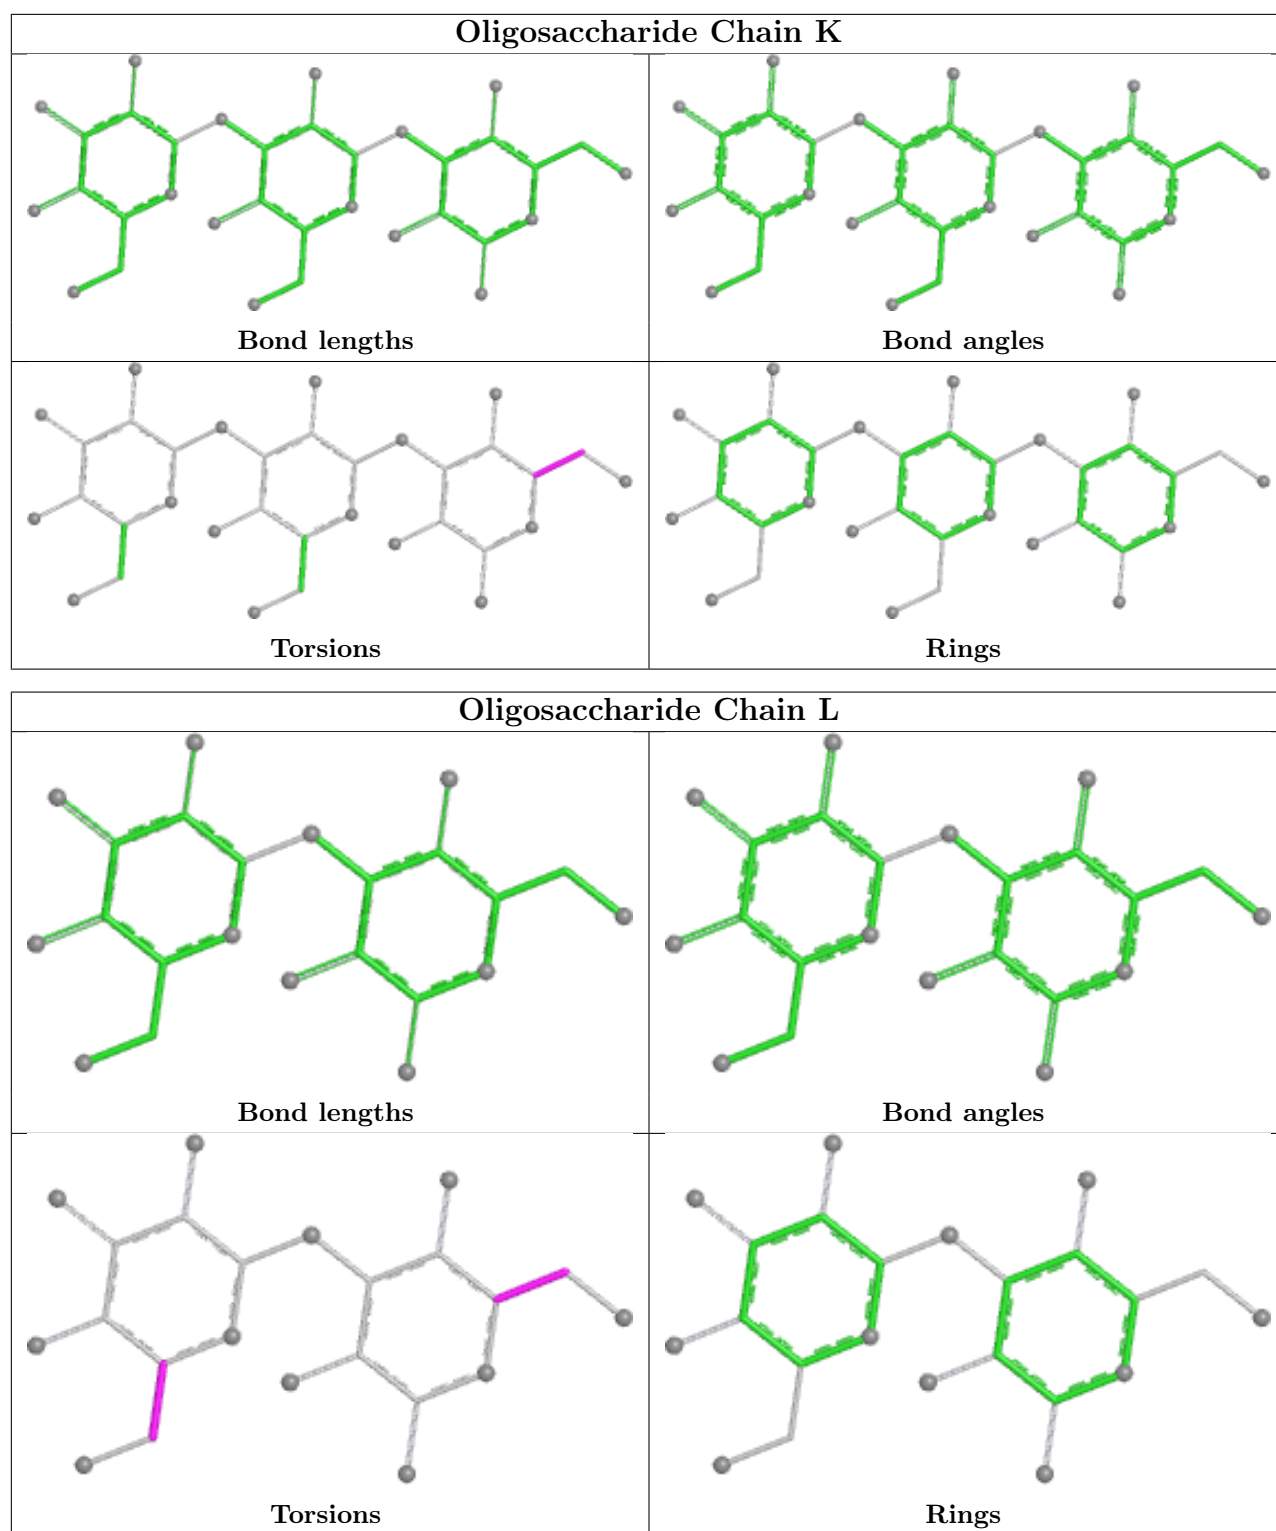 Oligosaccharide Chain K
Bond lengths
Bond angles
Torsions
Rings
Oligosaccharide Chain L
Bond lengths
Bond angles
Torsions
Rings